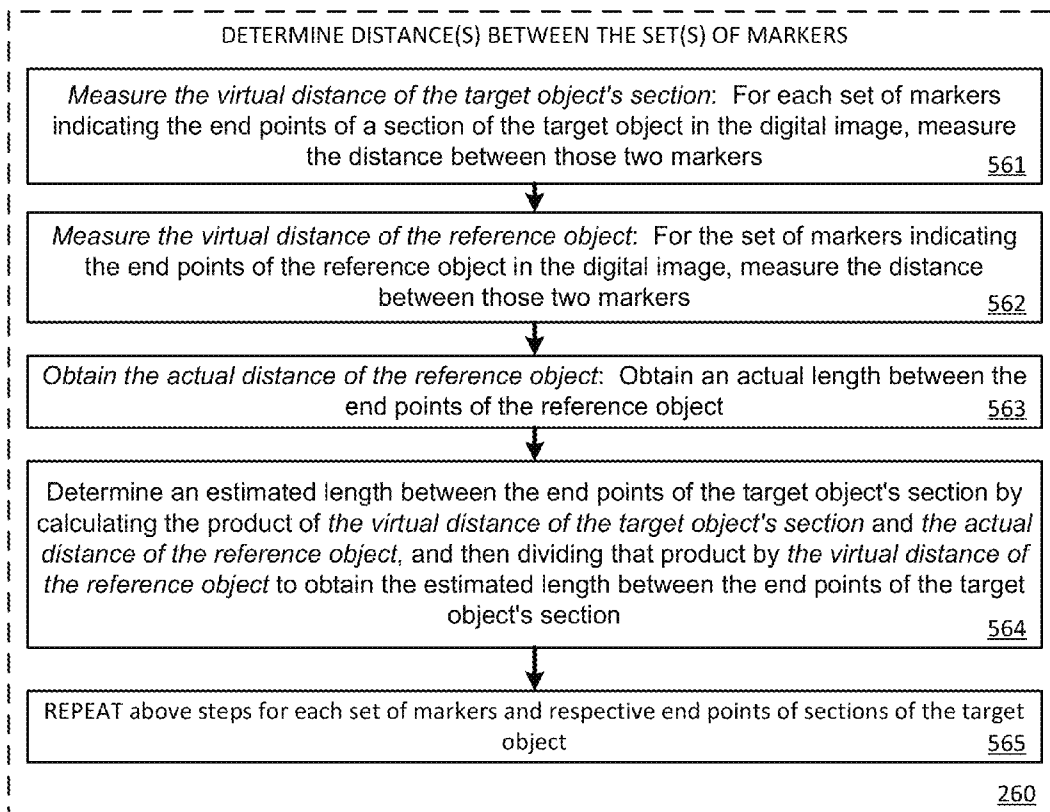 DETERMINE DISTANCE(S) BETWEEN THE SET(S) OF MARKERS
Measure the virtual distance of the target object's section: For each set of markers
indicating the end points of a section of the target object in the digital image, measure
the distance between those two markers
561
Measure the virtual distance of the reference object: For the set of markers indicating
the end points of the reference object in the digital image, measure the distance
between those two markers
562
Obtain the actual distance of the reference object: Obtain an actual length between the
end points of the reference object
563
Determine an estimated length between the end points of the target object's section by
calculating the product of the virtual distance of the target object's section and the actual
distance of the reference object, and then dividing that product by the virtual distance of
the reference object to obtain the estimated length between the end points of the target
object's section
564
REPEAT above steps for each set of markers and respective end points of sections of the target
object
565
260